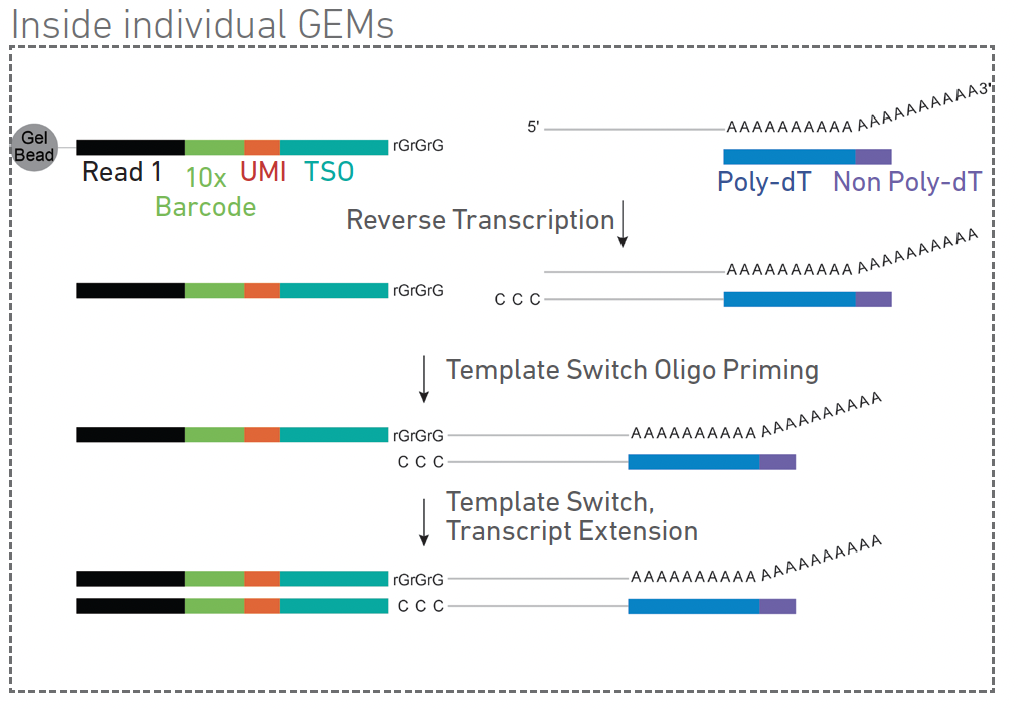 Inside individual GEMs
Gel
Bead
rGrGrG
Read 1
10x
Barcode
UMI
TSO
5'
AAAAAAAAAA
AAAAAAAAAA
3'
Poly-dT
Non Poly-dT
Reverse Transcription
rGrGrG
AAAAAAAAAA
AAAAAAAAAA
C C C
Template Switch Oligo Priming
rGrGrG
AAAAAAAAAA
AAAAAAAAAA
C C C
Template Switch,
Transcript Extension
rGrGrG
AAAAAAAAAA
AAAAAAAAAA
C C C